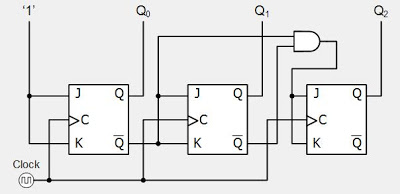 ‘1’ Q0 Q1 Q2
J Q J Q J Q
C C C
K Q̅ K Q̅ K Q̅
Clock